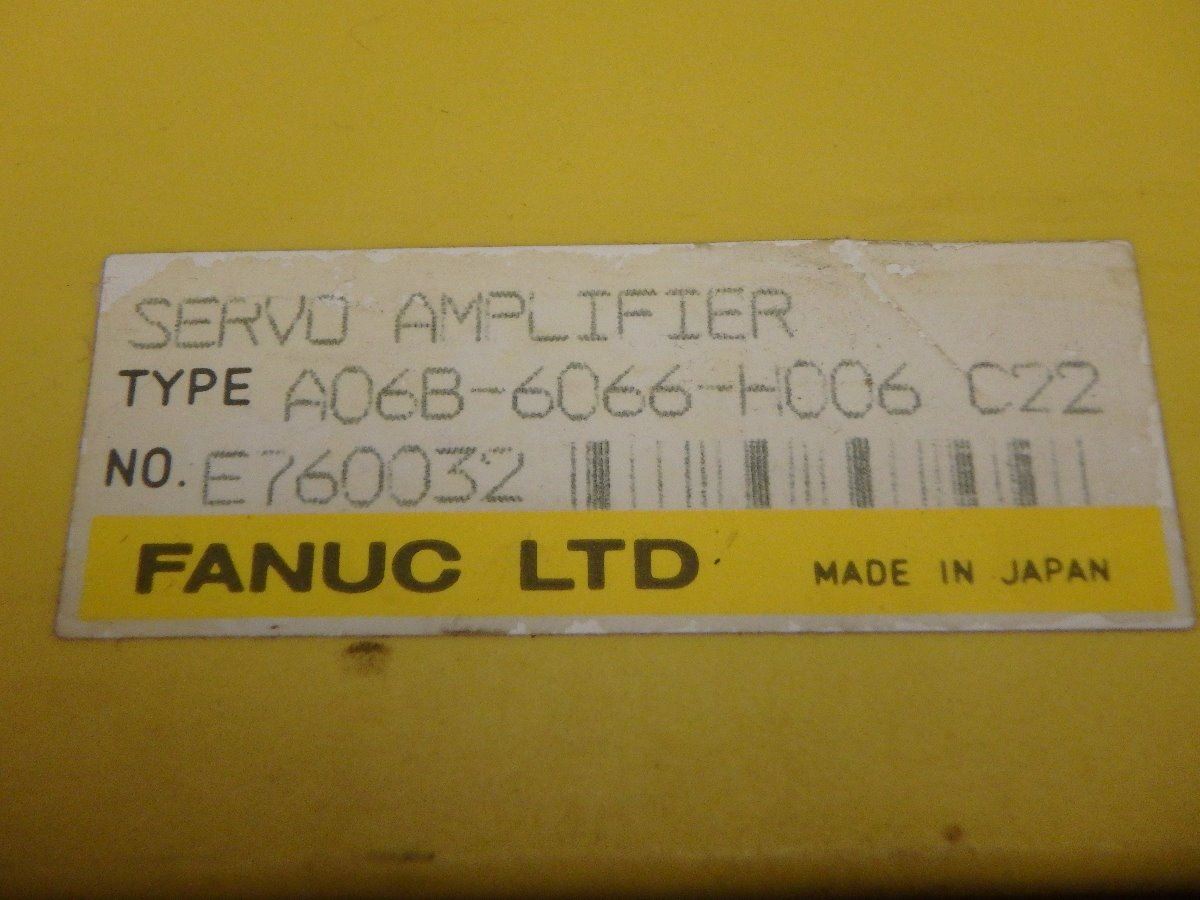 SERVO AMPLIFIER
TYPE A06B-6066-H006 C22
NO. E760032
FANUC LTD MADE IN JAPAN